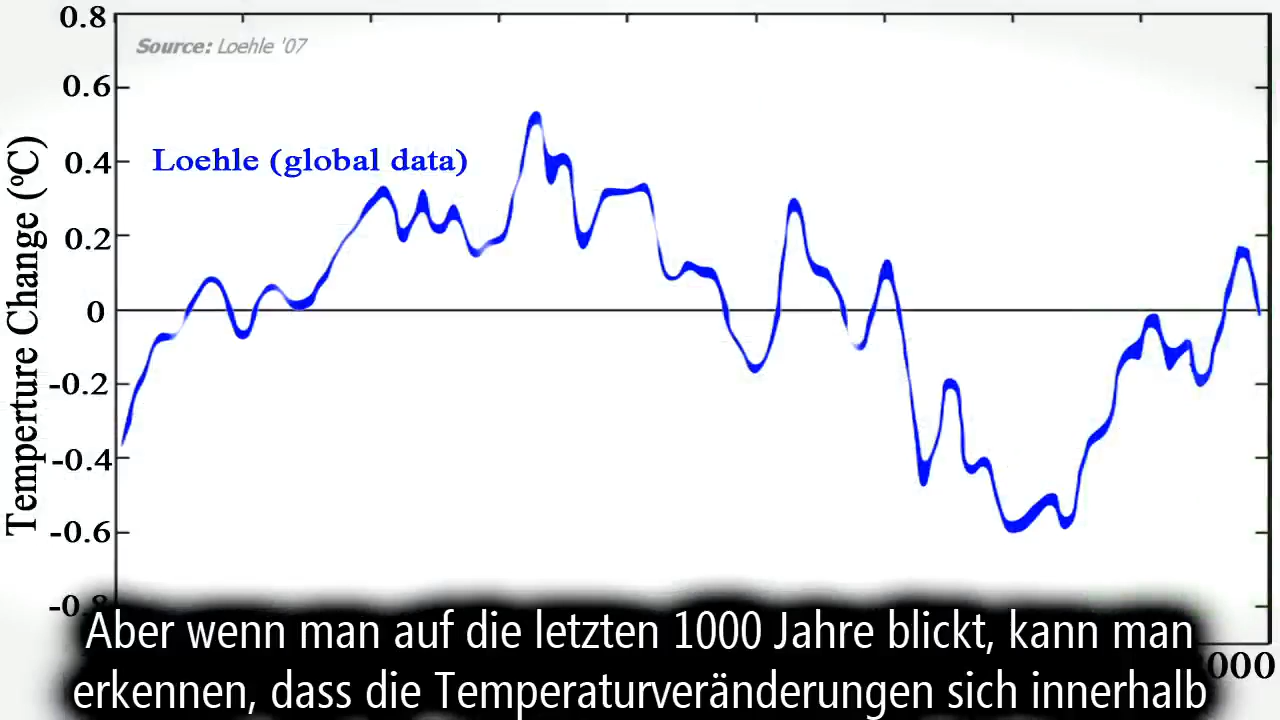 0.8
Source: Loehle '07
0.6
Loehle (global data)
0.4
0.2
0
-0.2
-0.4
-0.6
Temperture Change (ºC)
Aber wenn man auf die letzten 1000 Jahre blickt, kann man
erkennen, dass die Temperaturveränderungen sich innerhalb